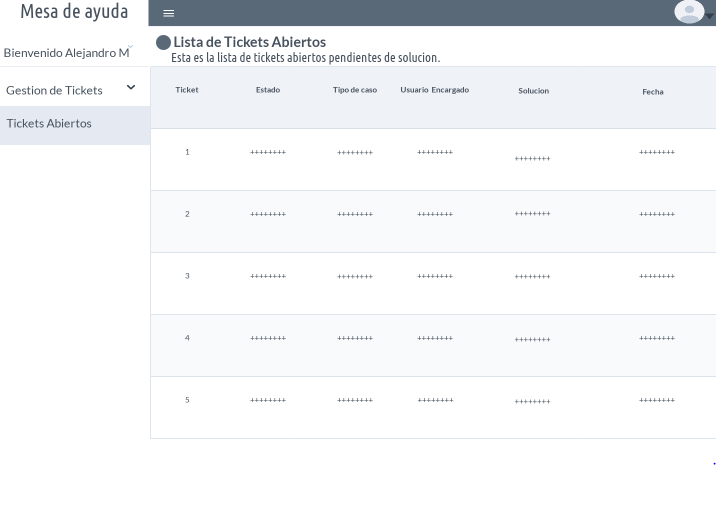 Mesa de ayuda
Bienvenido Alejandro M
Gestion de Tickets
Tickets Abiertos
Lista de Tickets Abiertos
Esta es la lista de tickets abiertos pendientes de solucion.
Ticket Estado Tipo de caso Usuario Encargado Solucion Fecha
1 ++++++++ ++++++++ ++++++++ ++++++++ ++++++++
2 ++++++++ ++++++++ ++++++++ ++++++++ ++++++++
3 ++++++++ ++++++++ ++++++++ ++++++++ ++++++++
4 ++++++++ ++++++++ ++++++++ ++++++++ ++++++++
5 ++++++++ ++++++++ ++++++++ ++++++++ ++++++++